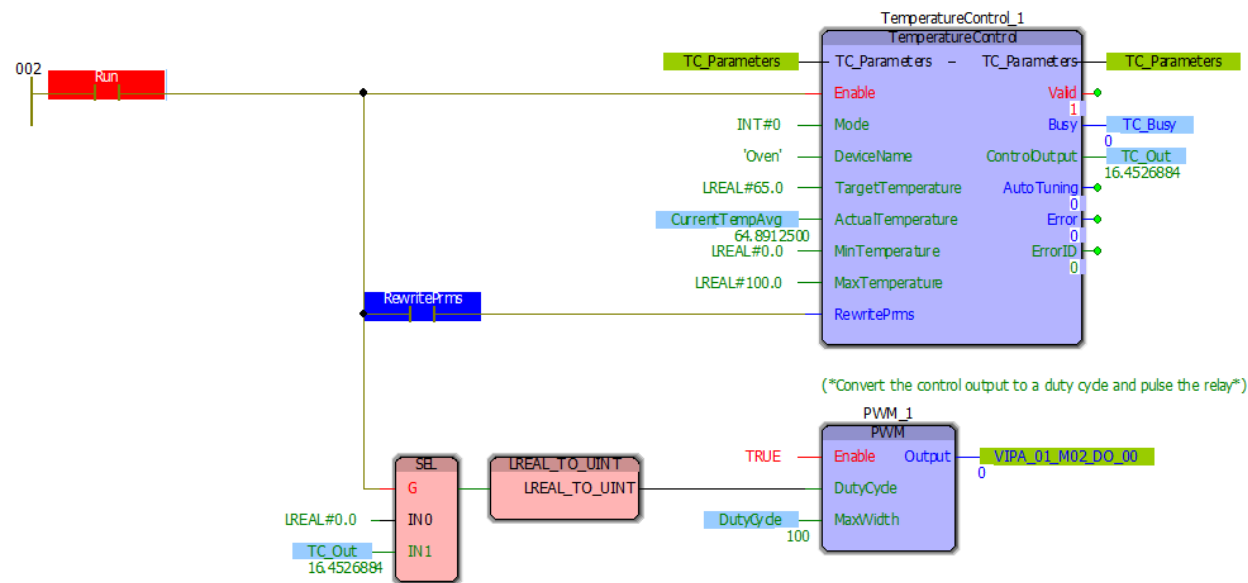 TemperatureControl_1
TemperatureControl
002
Run
TC_Parameters TC_Parameters - TC_Parameters TC_Parameters
Enable Valid
1
INT#0 Mode Busy TC_Busy
0
'Oven' DeviceName ControlOutput TC_Out
16.4526884
LREAL#65.0 TargetTemperature AutoTuning
0
CurrentTempAvg ActualTemperature Error
64.8912500 0
LREAL#0.0 MinTemperature ErrorID
0
LREAL#100.0 MaxTemperature
RewritePrms RewritePrms
(*Convert the control output to a duty cycle and pulse the relay*)
PWM_1
PWM
SEL LREAL_TO_UINT TRUE Enable Output VIPA_01_M02_DO_00
0
G LREAL_TO_UINT DutyCycle
LREAL#0.0 IN0 DutyCycle MaxWidth
100
TC_Out IN1
16.4526884